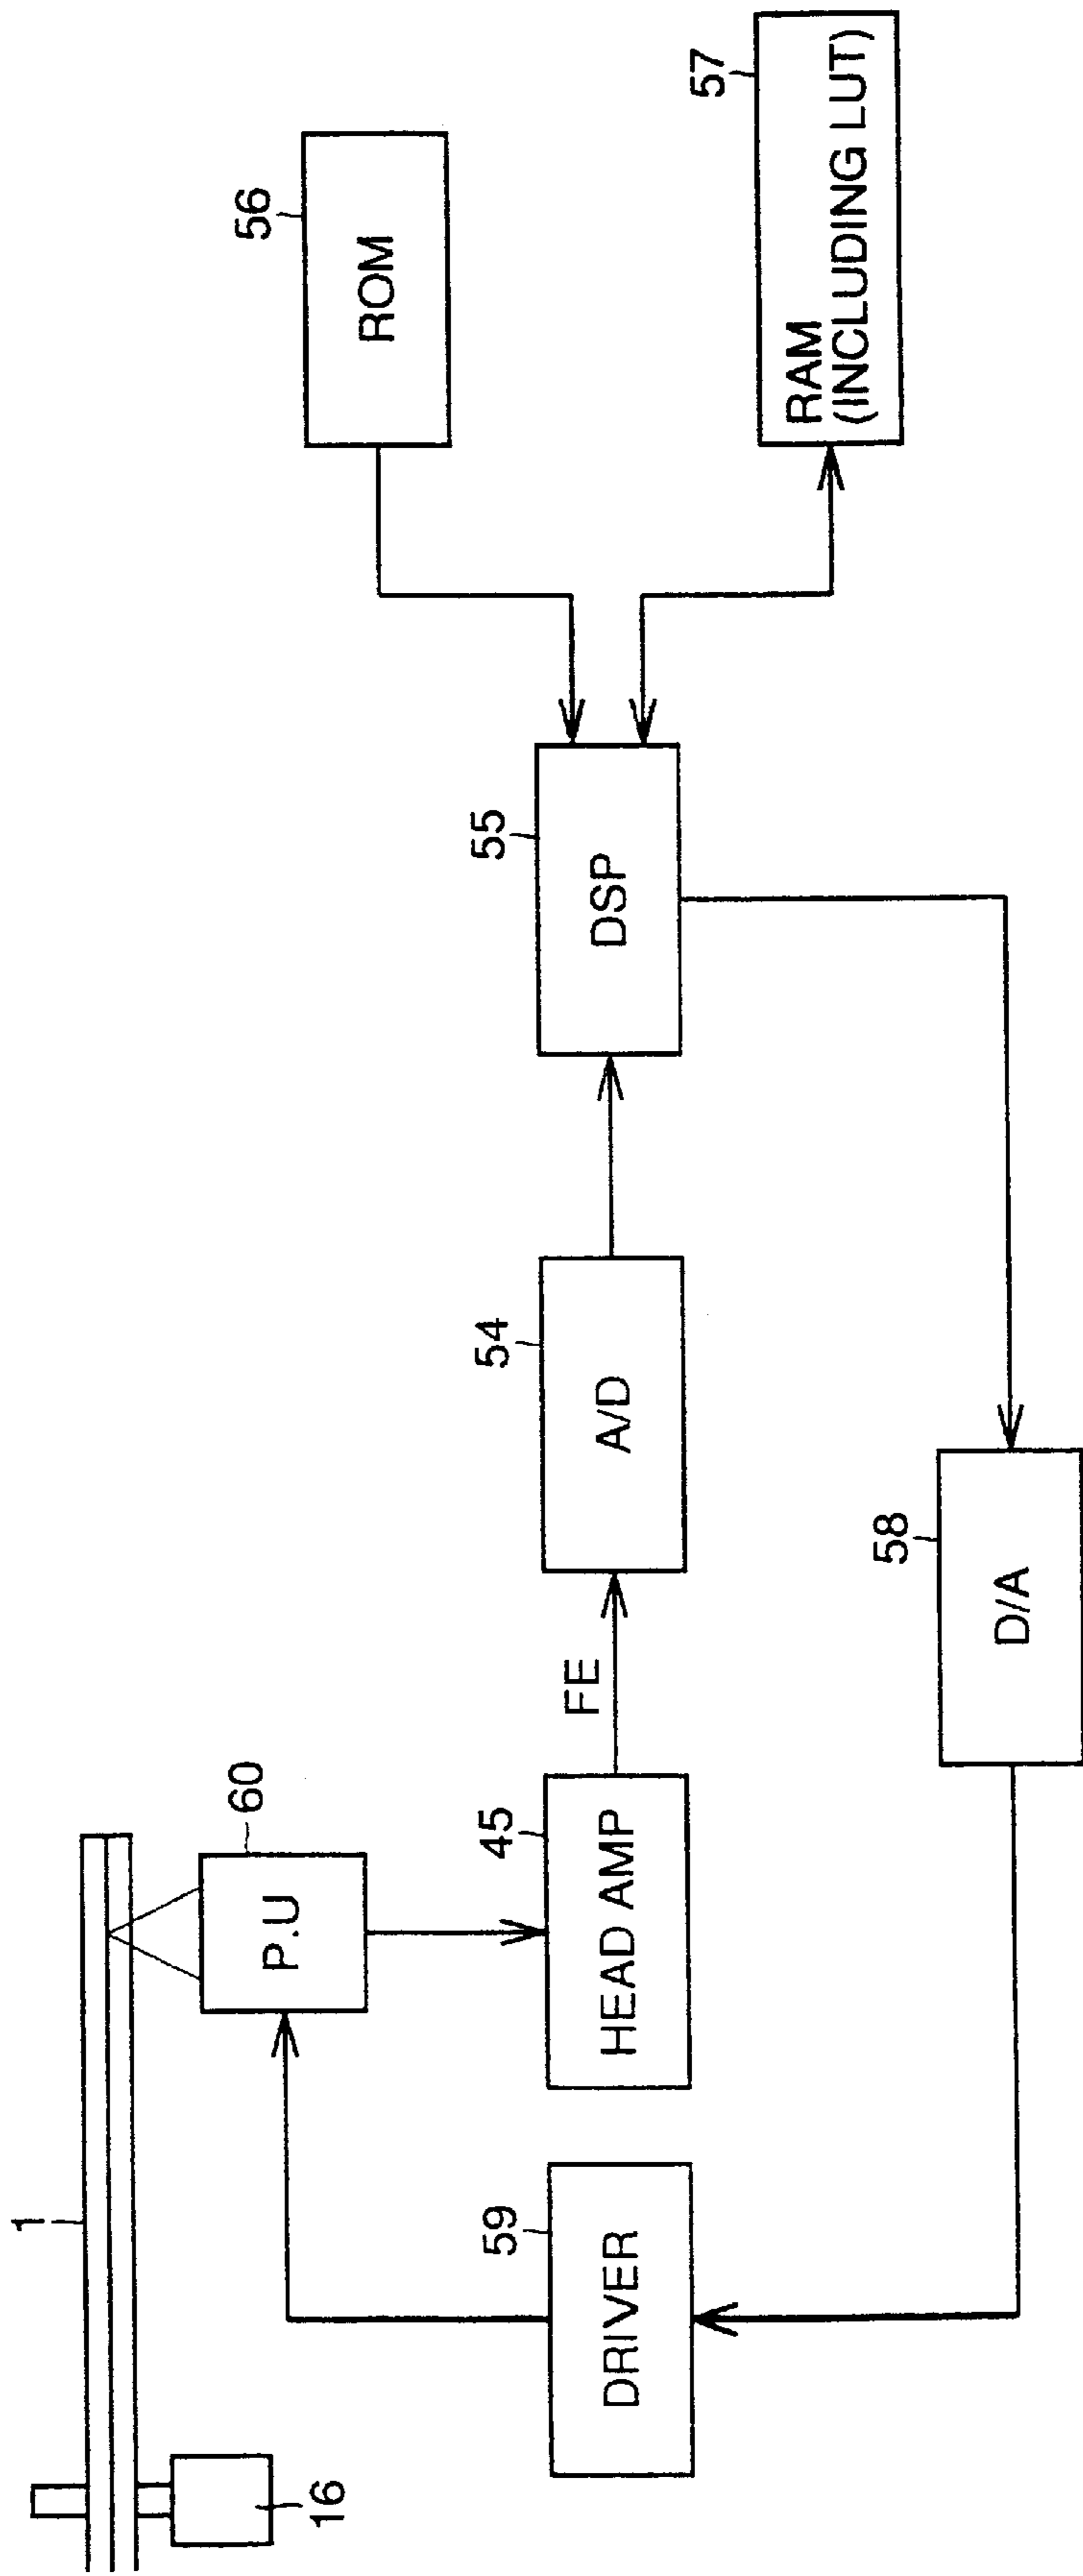 1
16
60
P.U
59
DRIVER
45
HEAD AMP
FE
54
A/D
55
DSP
56
ROM
57
RAM
(INCLUDING LUT)
58
D/A